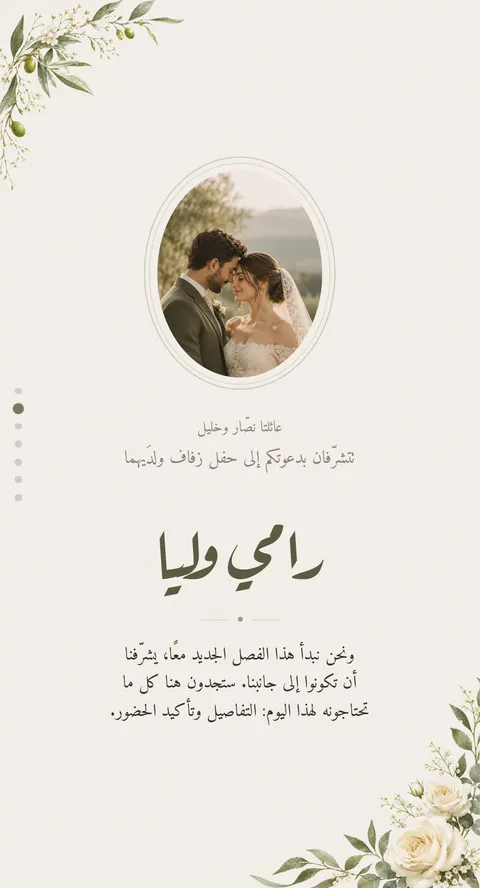 عائلتا نصّار وخليل
تتشرّفان بدعوتكم إلى حفل زفاف ولدَيهما
رامي وليا
ونحن نبدأ هذا الفصل الجديد معًا، يشرّفنا
أن تكونوا إلى جانبنا. ستجدون هنا كل ما
تحتاجونه لهذا اليوم: التفاصيل وتأكيد الحضور.